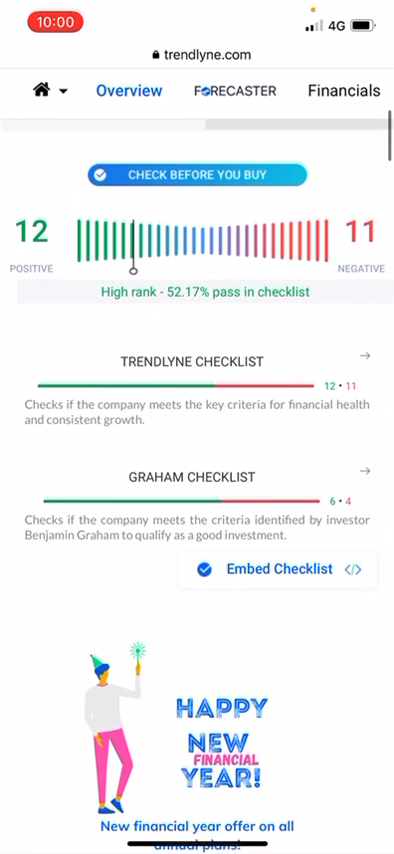 10:00
4G
trendlyne.com
Overview
FORECASTER
Financials
CHECK BEFORE YOU BUY
12
11
POSITIVE
NEGATIVE
High rank - 52.17% pass in checklist
TRENDLYNE CHECKLIST
12 • 11
Checks if the company meets the key criteria for financial health
and consistent growth.
GRAHAM CHECKLIST
6 • 4
Checks if the company meets the criteria identified by investor
Benjamin Graham to qualify as a good investment.
Embed Checklist </>
HAPPY
NEW
FINANCIAL
YEAR!
New financial year offer on all
annual plans!